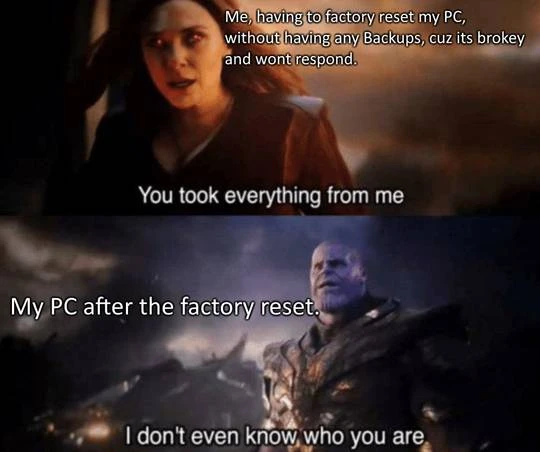 Me, having to factory reset my PC,
without having any Backups, cuz its brokey
and wont respond.
You took everything from me
My PC after the factory reset.
I don't even know who you are